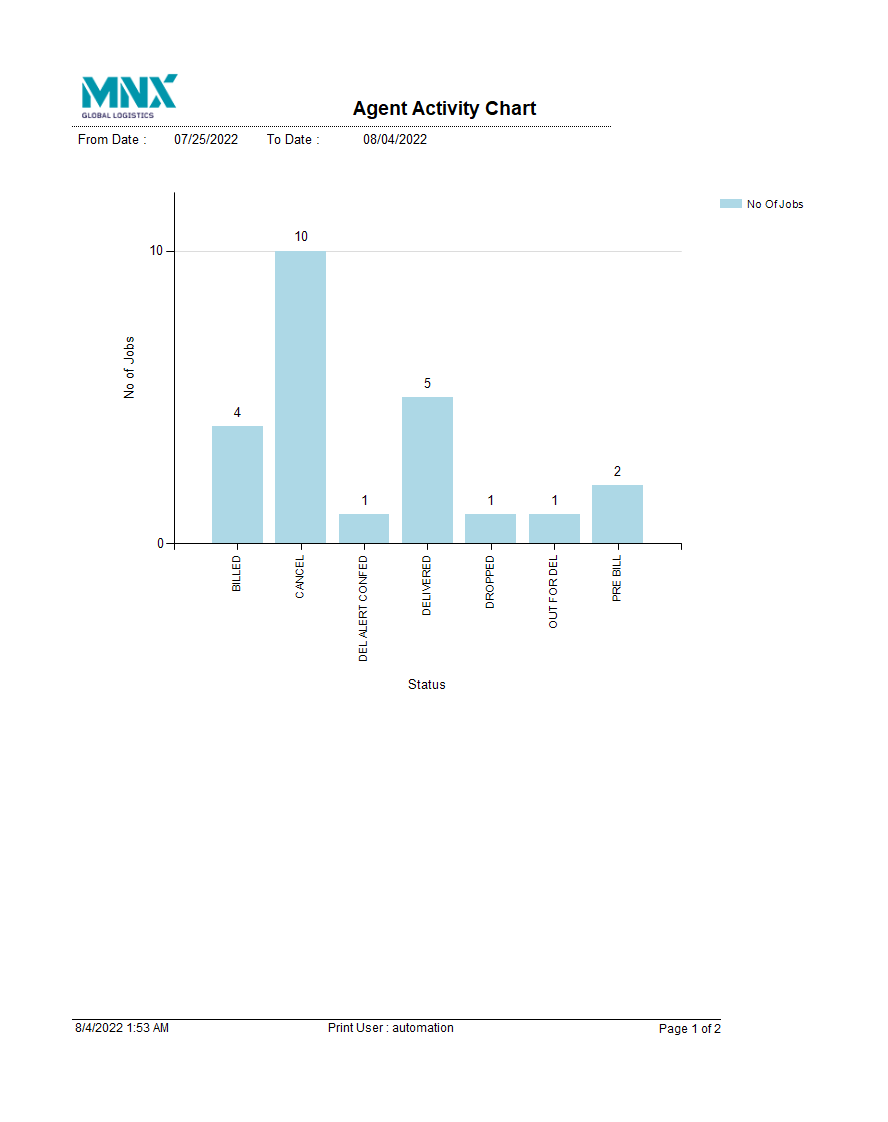 MNX
GLOBAL LOGISTICS
Agent Activity Chart
From Date : 07/25/2022 To Date : 08/04/2022
No Of Jobs
10
0
No of Jobs
4
10
1
5
1
1
2
BILLED
CANCEL
DEL ALERT CONFED
DELIVERED
DROPPED
OUT FOR DEL
PRE BILL
Status
8/4/2022 1:53 AM Print User : automation Page 1 of 2